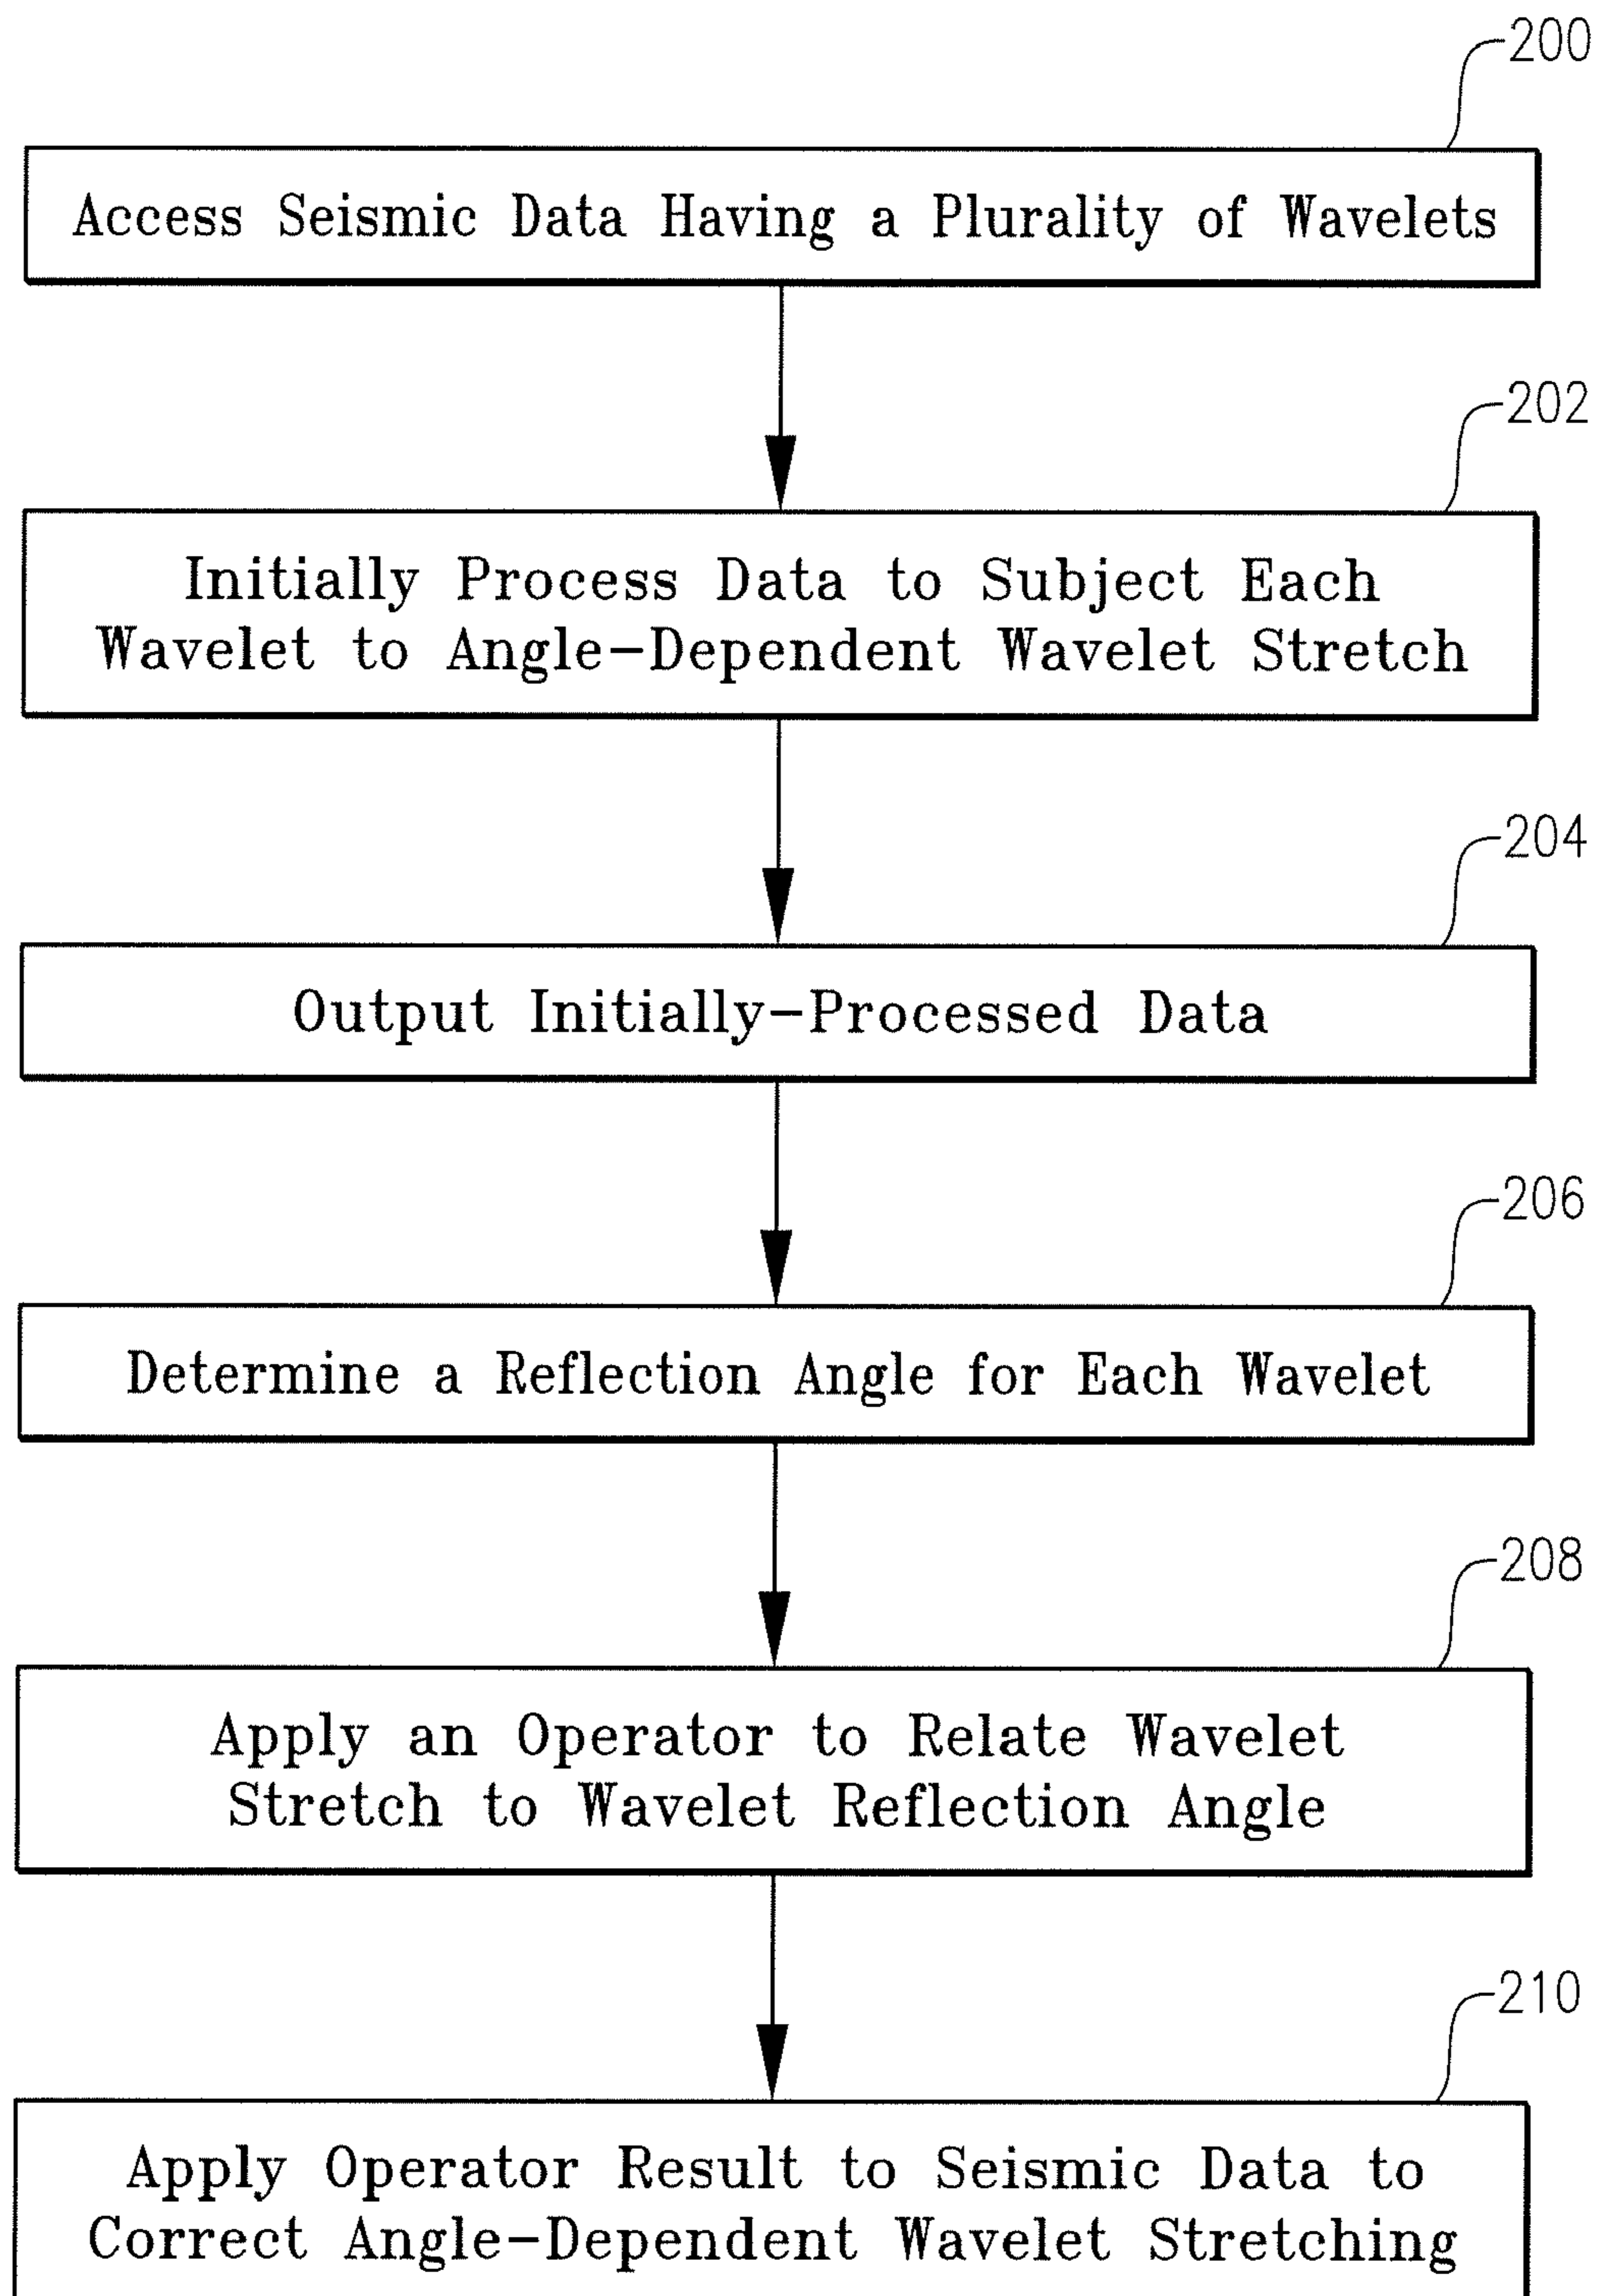 200
Access Seismic Data Having a Plurality of Wavelets
202
Initially Process Data to Subject Each
Wavelet to Angle-Dependent Wavelet Stretch
204
Output Initially-Processed Data
206
Determine a Reflection Angle for Each Wavelet
208
Apply an Operator to Relate Wavelet
Stretch to Wavelet Reflection Angle
210
Apply Operator Result to Seismic Data to
Correct Angle-Dependent Wavelet Stretching